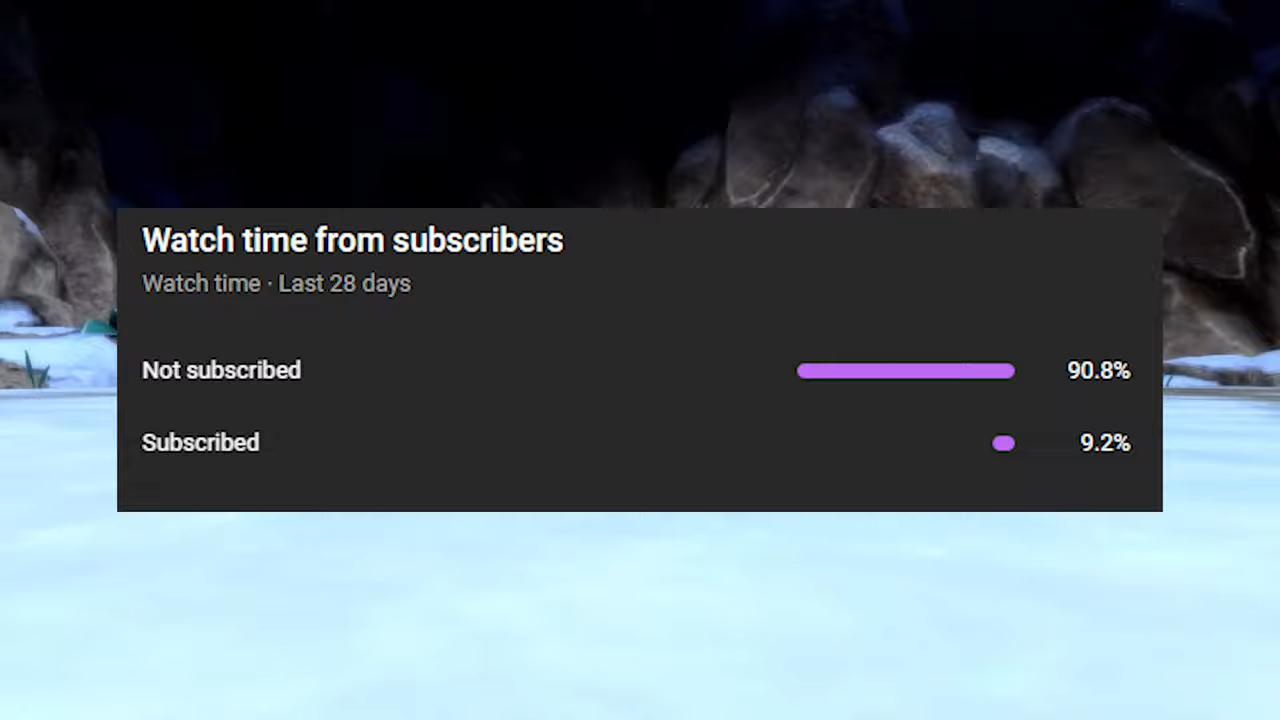 Watch time from subscribers
Watch time · Last 28 days
Not subscribed 90.8%
Subscribed 9.2%